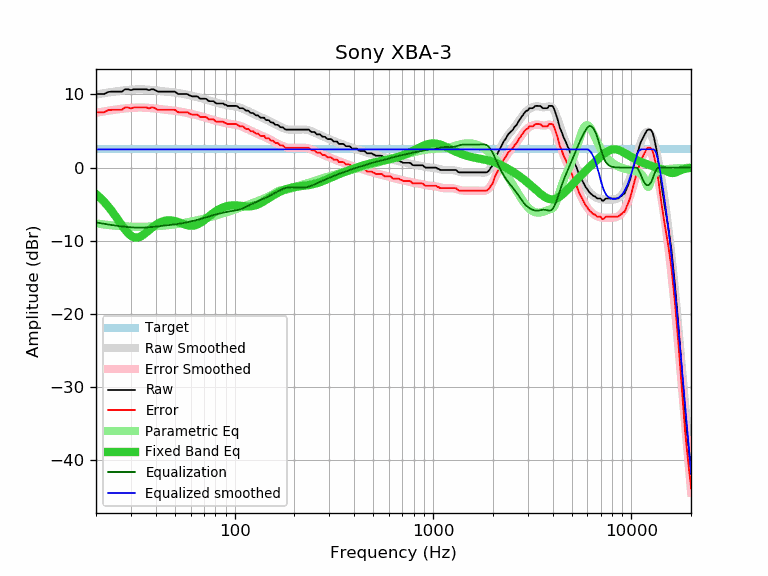 Sony XBA-3
10
0
−10
−20
−30
−40
Amplitude (dBr)
Target
Raw Smoothed
Error Smoothed
Raw
Error
Parametric Eq
Fixed Band Eq
Equalization
Equalized smoothed
100
1000
10000
Frequency (Hz)